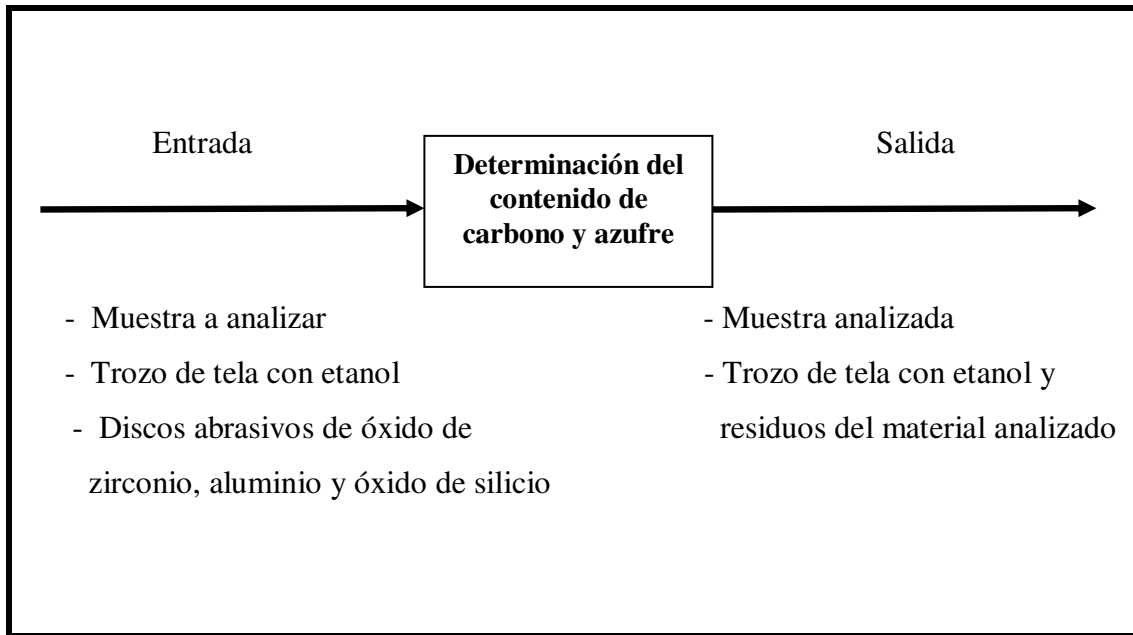 Entrada
Determinación del
contenido de
carbono y azufre
Salida
- Muestra a analizar
- Trozo de tela con etanol
- Discos abrasivos de óxido de
zirconio, aluminio y óxido de silicio
- Muestra analizada
- Trozo de tela con etanol y
residuos del material analizado